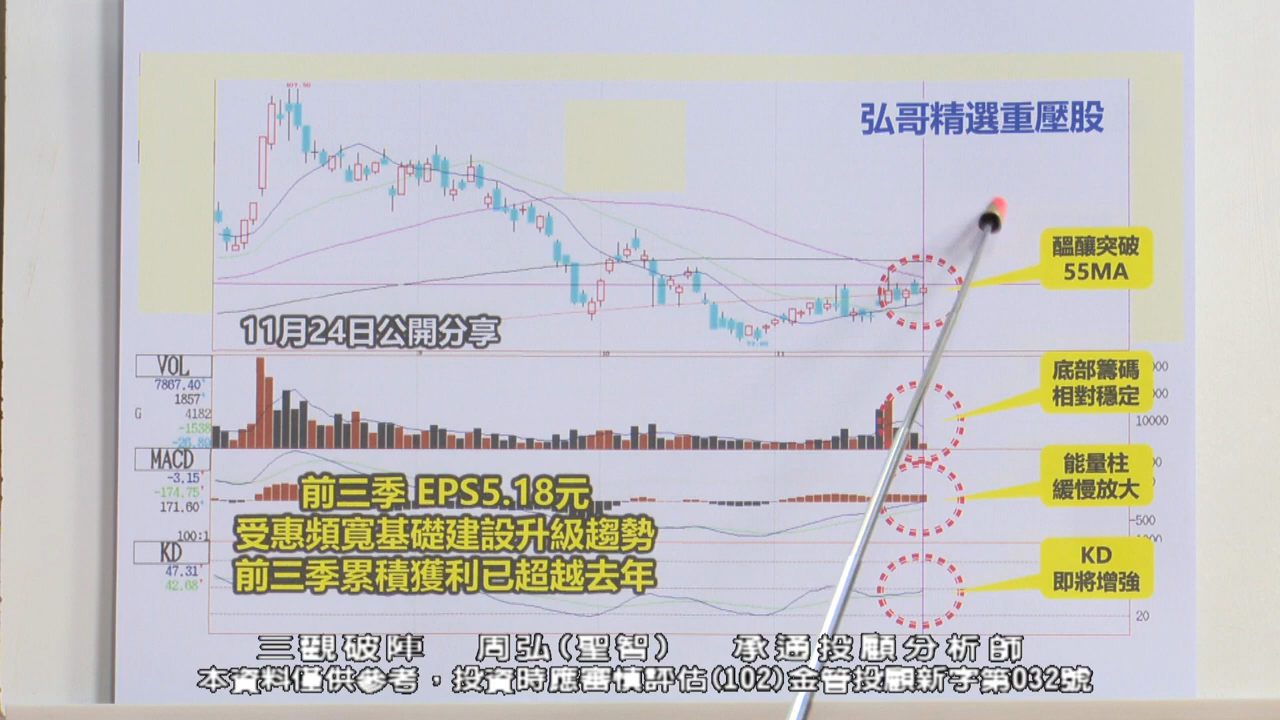 弘哥精選重壓股
醞釀突破
55MA
11月24日公開分享
VOL
7867.40
1857
G 4182
-1538
底部籌碼
相對穩定
10000
MACD
-3.15
-174.75
171.60
能量柱
緩慢放大
-500
前三季 EPS5.18元
受惠頻寬基礎建設升級趨勢
前三季累積獲利已超越去年
100:1
KD
47.31
42.68
KD
即將增強
20
三觀破陣 周弘(聖智) 承通投顧分析師
本資料僅供參考，投資時應審慎評估(102)金管投顧新字第032號